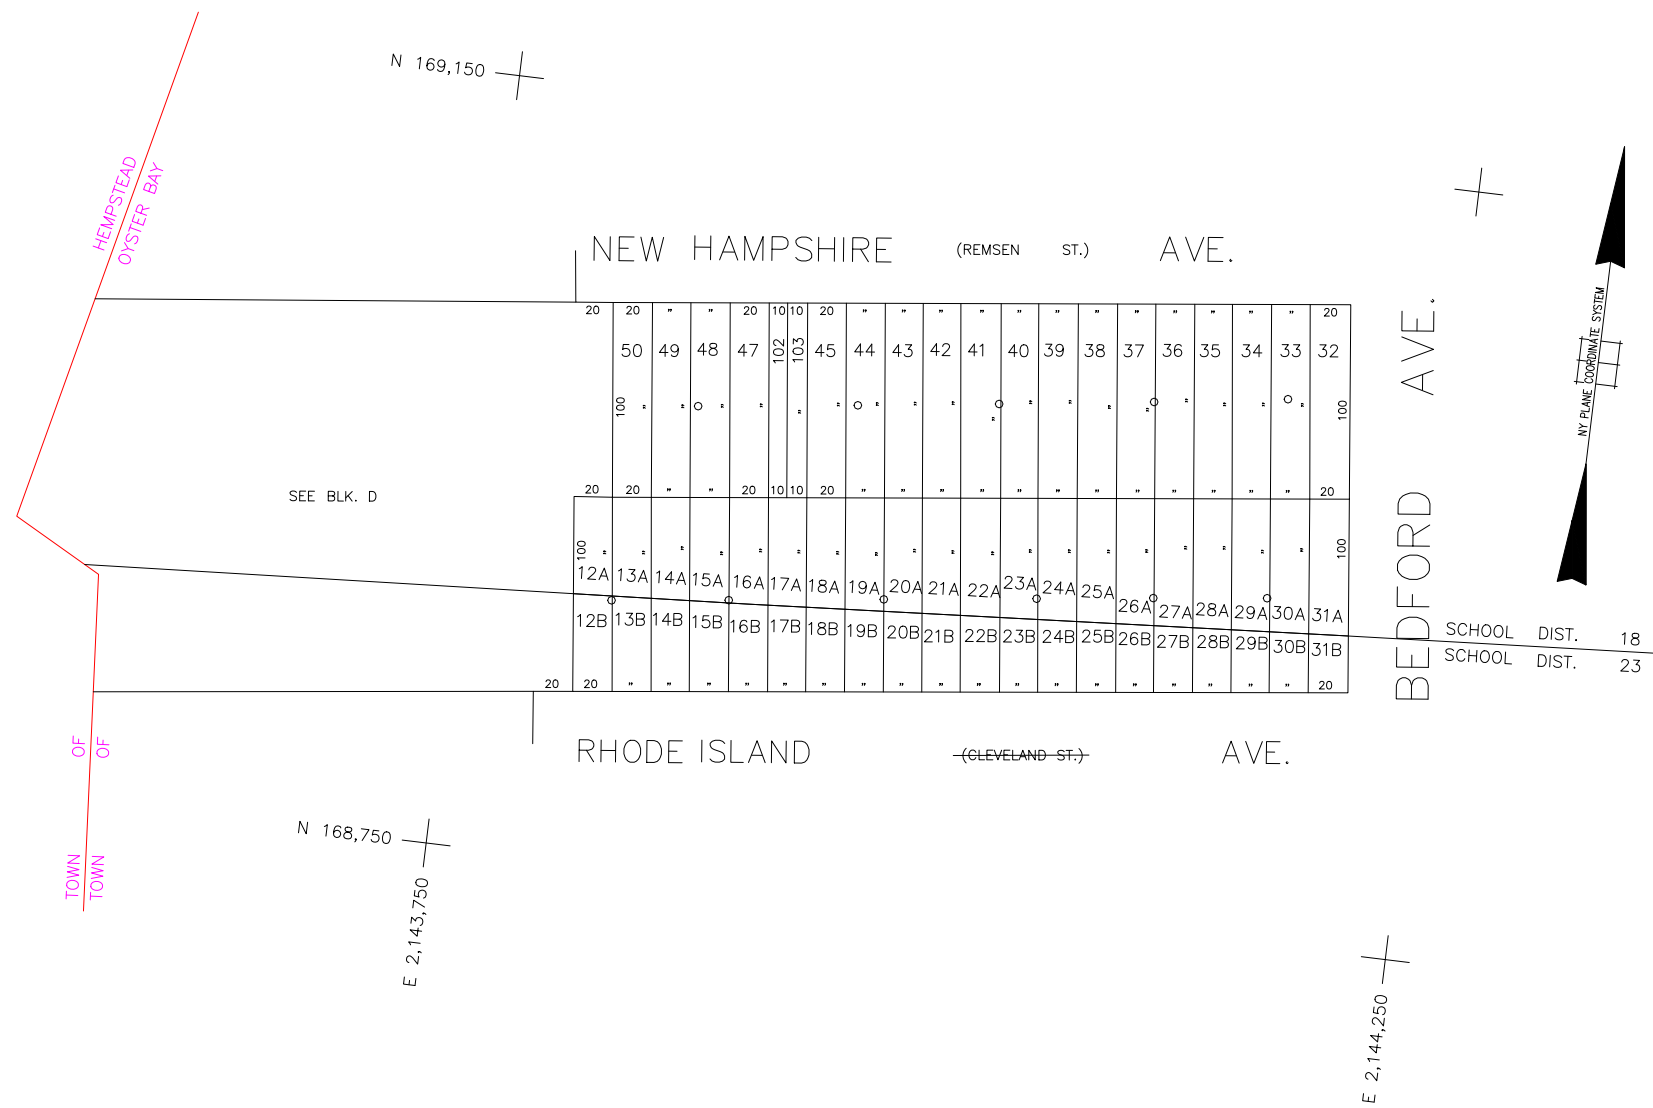 N 169,150
HEMPSTEAD
OYSTER BAY
NEW HAMPSHIRE (REMSEN ST.) AVE.
20 20 " " 20 10 10 20 " " " " " " " " " " " " 20
50 49 48 47 102 103 45 44 43 42 41 40 39 38 37 36 35 34 33 32
100 " " " " " " " " " " " " " " " " " " 100
SEE BLK. D
20 20 " " 20 10 10 20 " " " " " " " " " " " " 20
100 " " " " " " " " " " " " " " " " " " " 100
12A 13A 14A 15A 16A 17A 18A 19A 20A 21A 22A 23A 24A 25A 26A 27A 28A 29A 30A 31A
12B 13B 14B 15B 16B 17B 18B 19B 20B 21B 22B 23B 24B 25B 26B 27B 28B 29B 30B 31B
20 20 " " " " " " " " " " " " " " " " " " 20
BEDFORD AVE.
NY PLANE COORDINATE SYSTEM
SCHOOL DIST. 18
SCHOOL DIST. 23
RHODE ISLAND (CLEVELAND ST.) AVE.
OF
OF
TOWN
TOWN
N 168,750
E 2,143,750
E 2,144,250